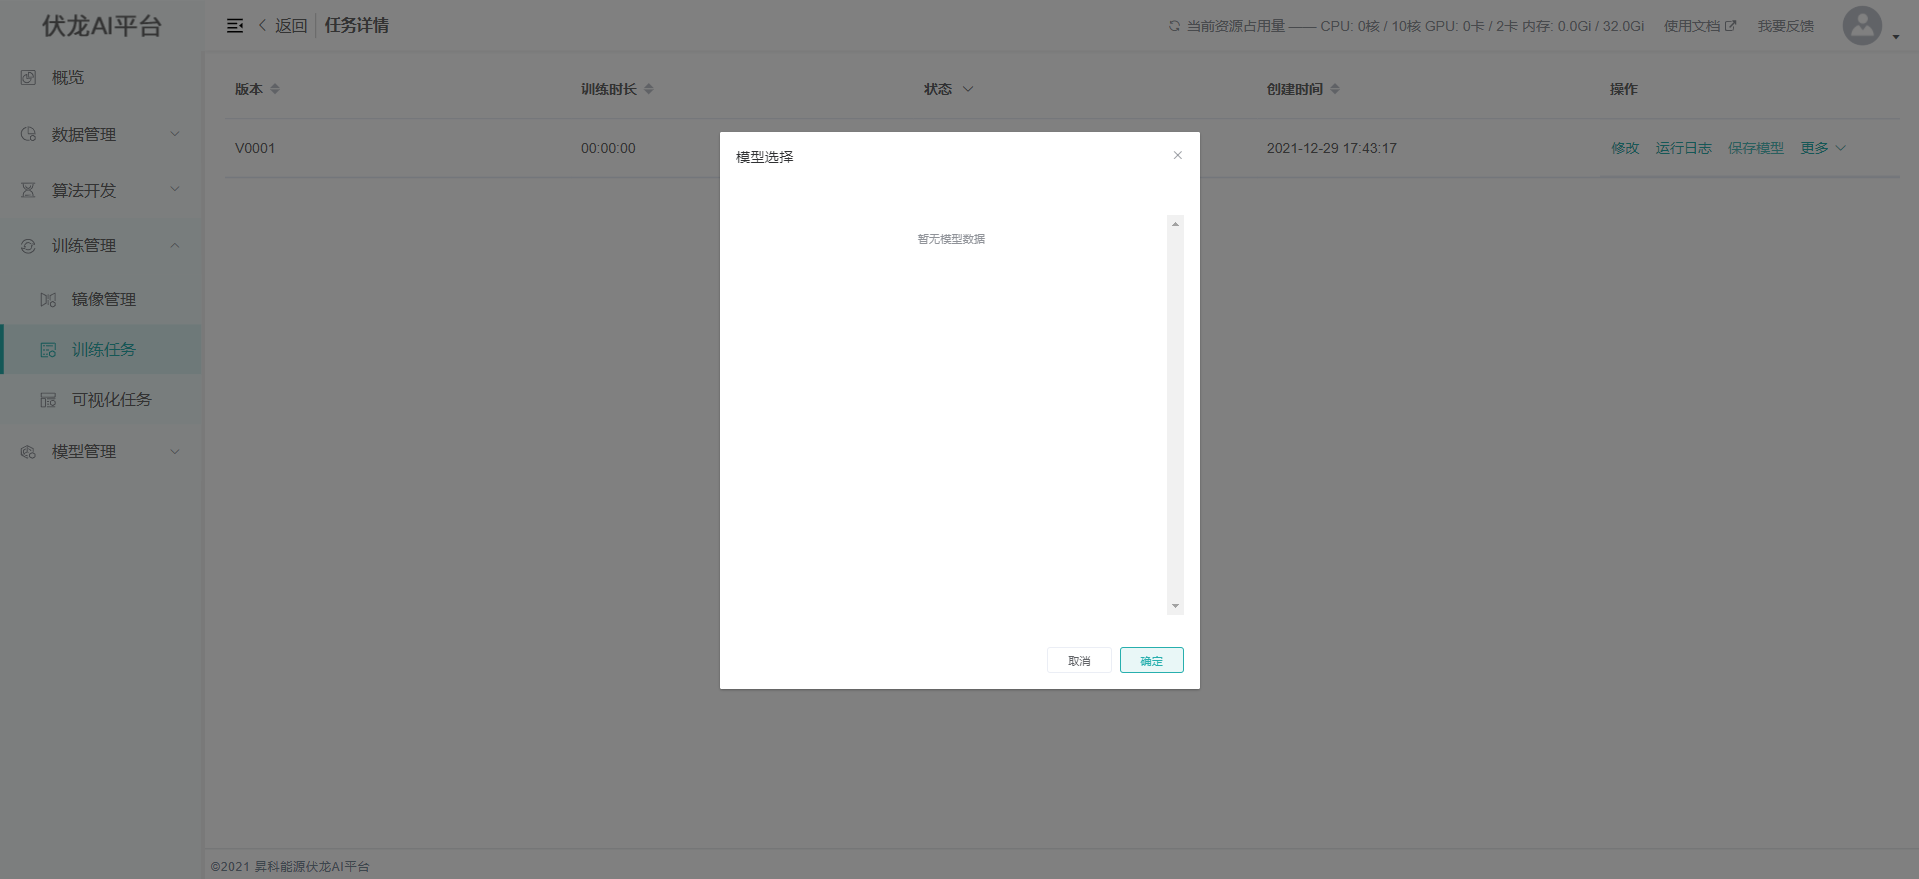 伏龙AI平台
返回 任务详情
当前资源占用量 —— CPU: 0核 / 10核 GPU: 0卡 / 2卡 内存: 0.0Gi / 32.0Gi 使用文档 我要反馈
概览
数据管理
算法开发
训练管理
镜像管理
训练任务
可视化任务
模型管理
版本 训练时长 状态 创建时间 操作
V0001 00:00:00 2021-12-29 17:43:17 修改 运行日志 保存模型 更多
模型选择
暂无模型数据
取消 确定
©2021 昇科能源伏龙AI平台